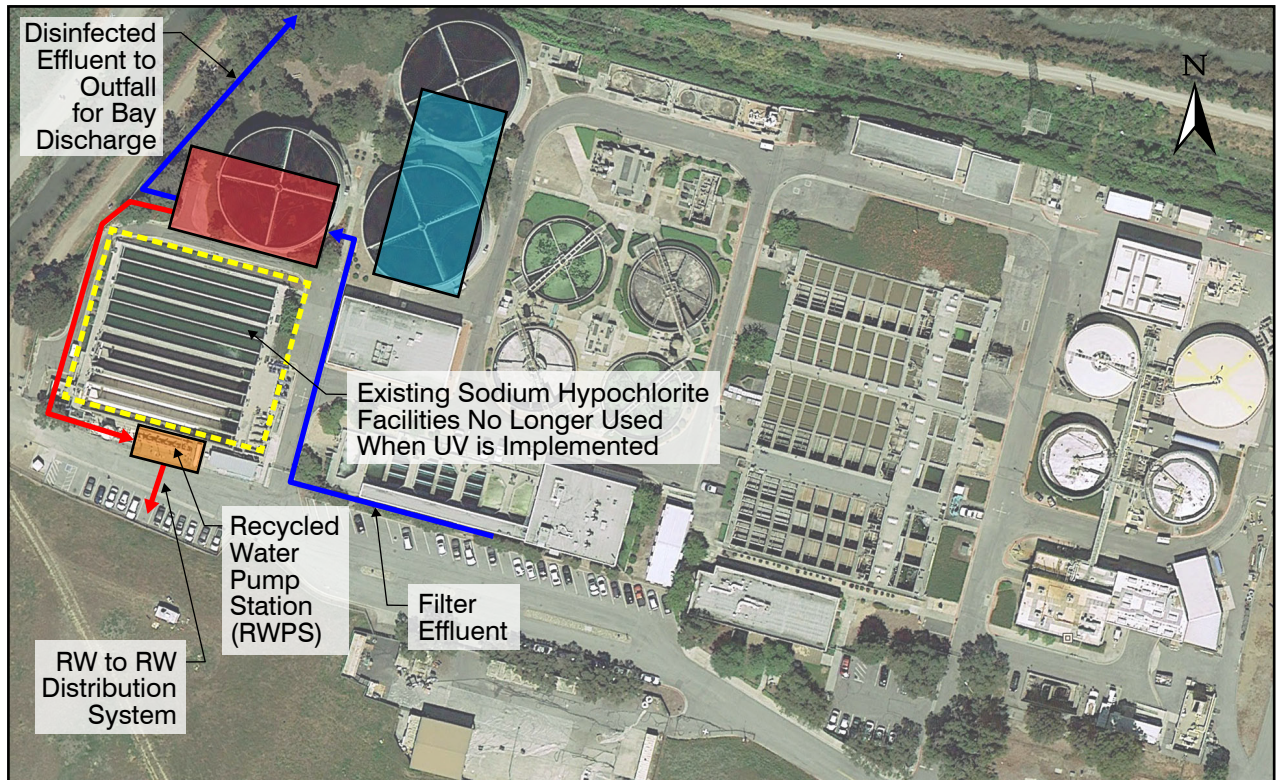 Disinfected
Effluent to
Outfall
for Bay
Discharge
N
Existing Sodium Hypochlorite
Facilities No Longer Used
When UV is Implemented
Recycled
Water
Pump
Station
(RWPS)
Filter
Effluent
RW to RW
Distribution
System